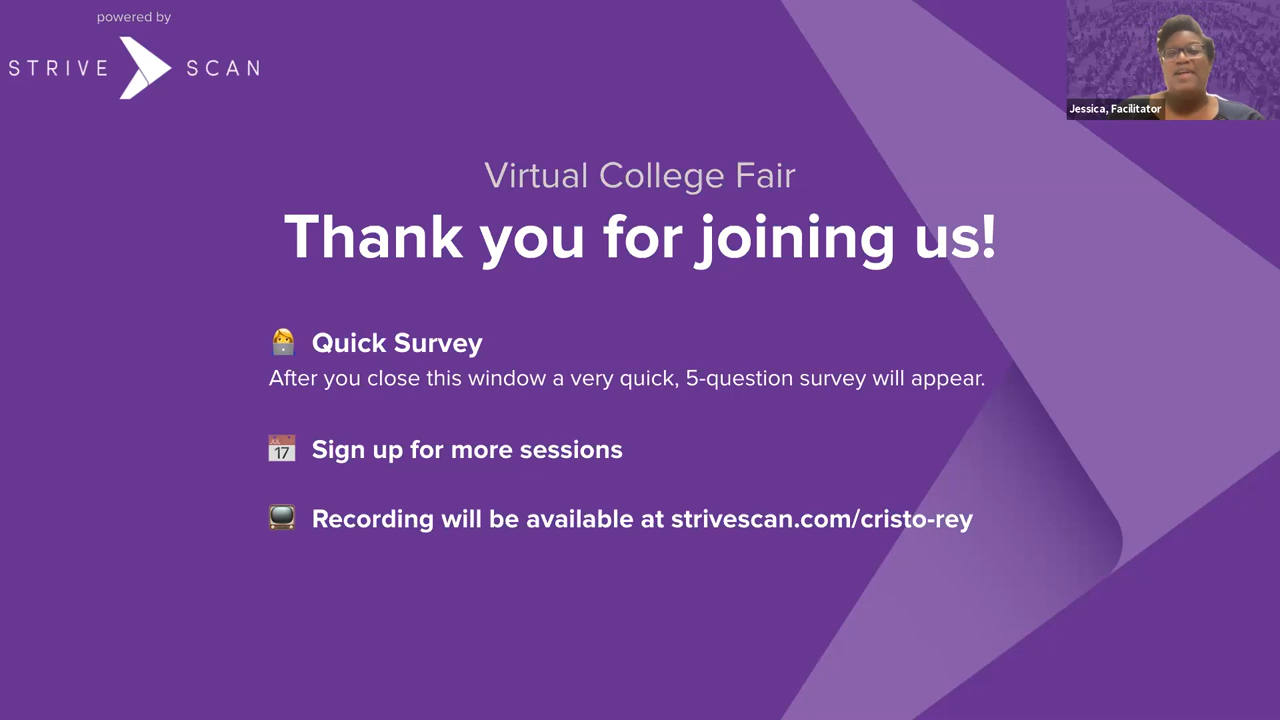 powered by
STRIVE SCAN
Jessica, Facilitator
Virtual College Fair
Thank you for joining us!
Quick Survey
After you close this window a very quick, 5-question survey will appear.
17
Sign up for more sessions
Recording will be available at strivescan.com/cristo-rey